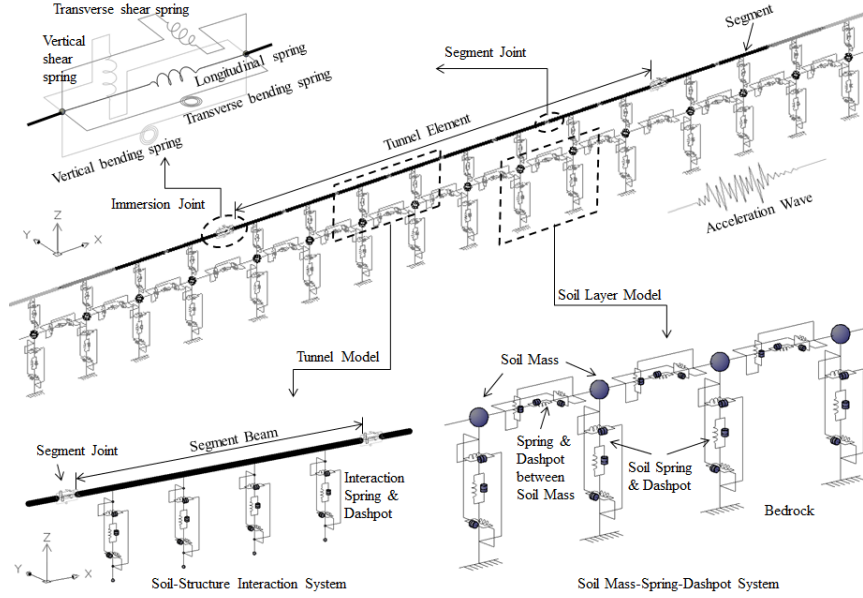 Transverse shear spring
Vertical
shear
spring
Longitudinal spring
Transverse bending spring
Vertical bending spring
Immersion Joint
Segment Joint
Segment
Tunnel Element
Acceleration Wave
Z
Y
X
Tunnel Model
Soil Layer Model
Segment Joint
Segment Beam
Interaction
Spring &
Dashpot
Z
Y
X
Soil-Structure Interaction System
Soil Mass
Spring &
Dashpot
between
Soil Mass
Soil Spring
& Dashpot
Bedrock
Soil Mass-Spring-Dashpot System